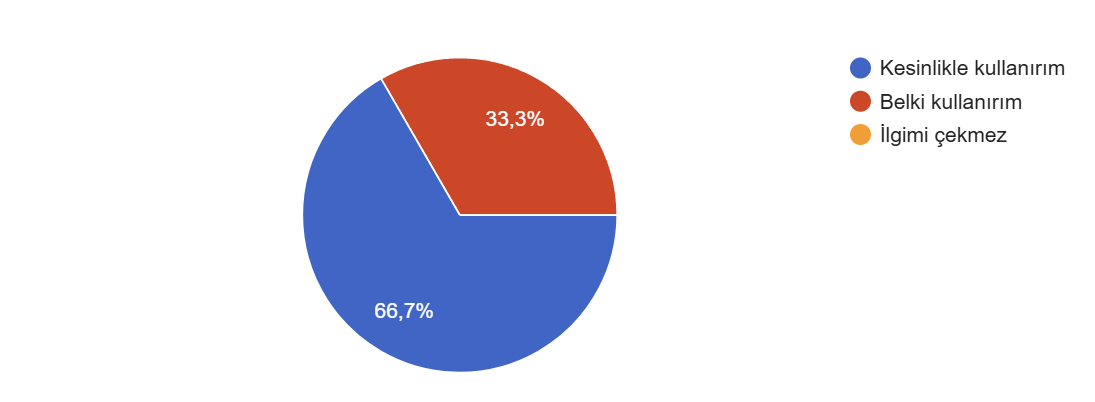 Kesinlikle kullanırım
Belki kullanırım
İlgimi çekmez
33,3%
66,7%